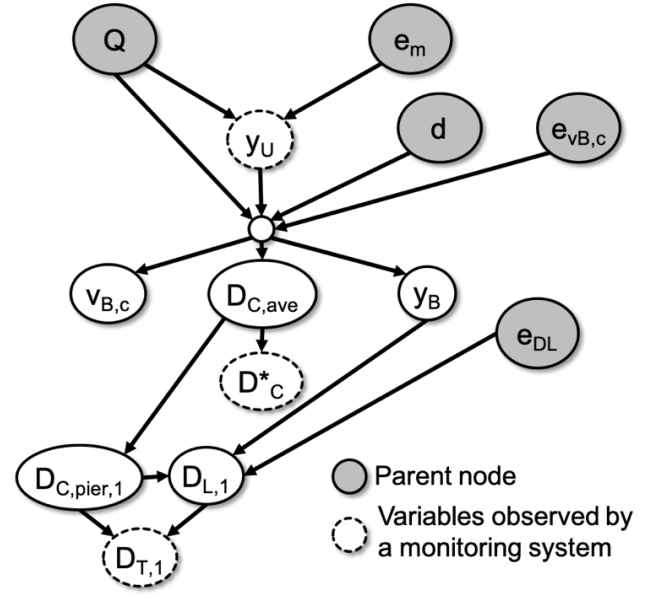 Q
e_m
y_U
d
e_vB,c
v_B,c
D_C,ave
y_B
e_DL
D*_C
D_C,pier,1
D_L,1
Parent node
Variables observed by
a monitoring system
D_T,1